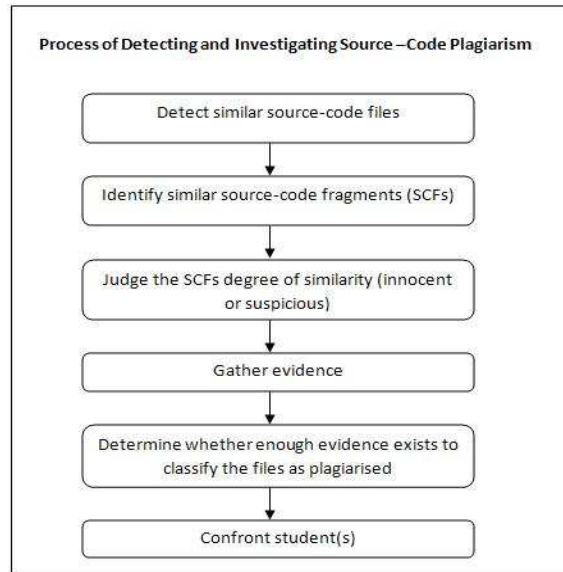 Process of Detecting and Investigating Source –Code Plagiarism
Detect similar source-code files
Identify similar source-code fragments (SCFs)
Judge the SCFs degree of similarity (innocent
or suspicious)
Gather evidence
Determine whether enough evidence exists to
classify the files as plagiarised
Confront student(s)